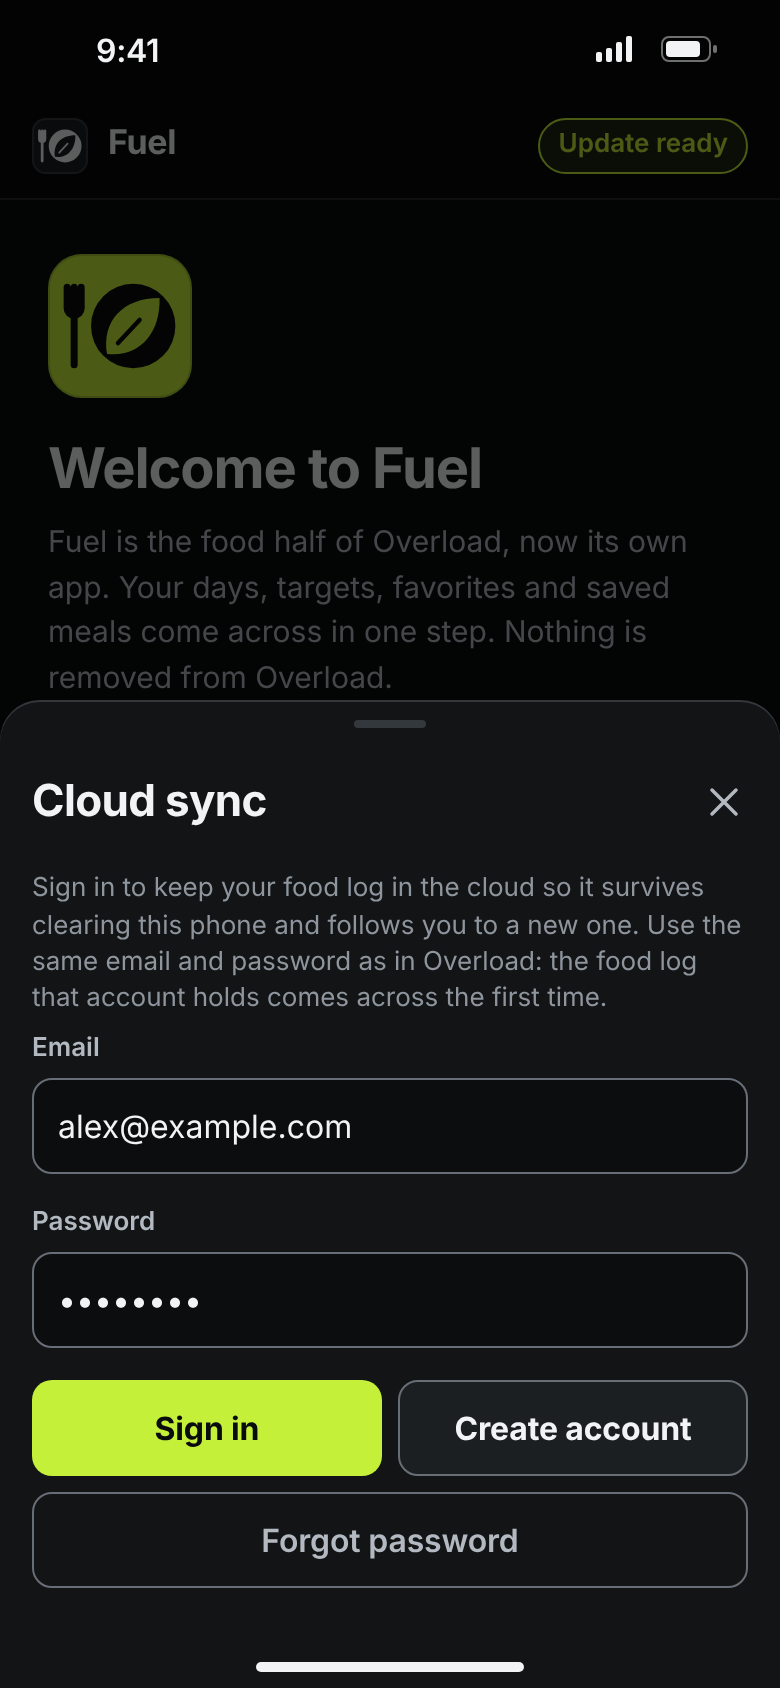 9:41
Fuel
Update ready
Welcome to Fuel
Fuel is the food half of Overload, now its own
app. Your days, targets, favorites and saved
meals come across in one step. Nothing is
removed from Overload.
Cloud sync
Sign in to keep your food log in the cloud so it survives
clearing this phone and follows you to a new one. Use the
same email and password as in Overload: the food log
that account holds comes across the first time.
Email
alex@example.com
Password
••••••••
Sign in
Create account
Forgot password